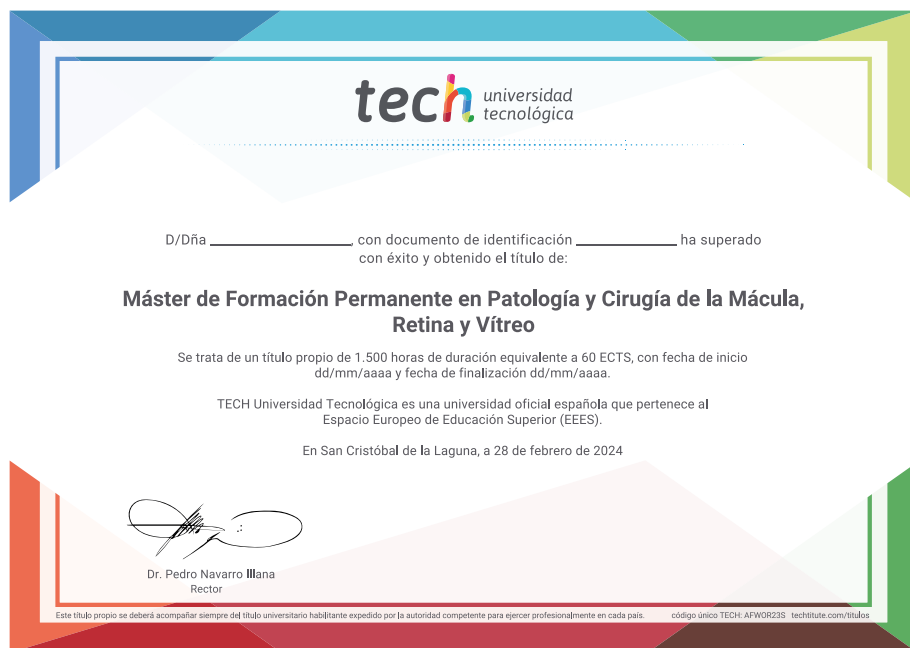 tech universidad
tecnológica
D/Dña ________________, con documento de identificación ____________ ha superado
con éxito y obtenido el título de:
Máster de Formación Permanente en Patología y Cirugía de la Mácula,
Retina y Vítreo
Se trata de un título propio de 1.500 horas de duración equivalente a 60 ECTS, con fecha de inicio
dd/mm/aaaa y fecha de finalización dd/mm/aaaa.
TECH Universidad Tecnológica es una universidad oficial española que pertenece al
Espacio Europeo de Educación Superior (EEES).
En San Cristóbal de la Laguna, a 28 de febrero de 2024
Dr. Pedro Navarro Illana
Rector
Este título propio se deberá acompañar siempre del título universitario habilitante expedido por la autoridad competente para ejercer profesionalmente en cada país. código único TECH: AFWOR23S techtitute.com/titulos